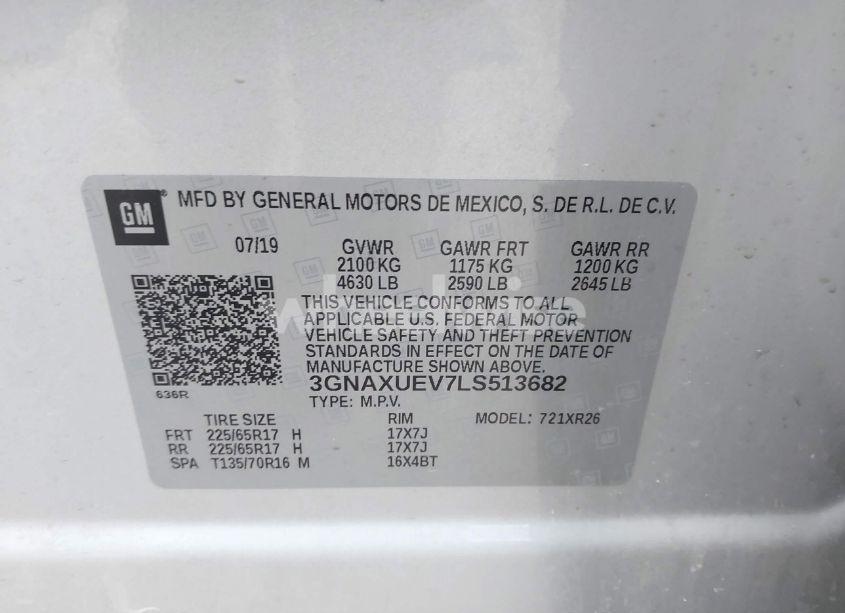 GM
MFD BY GENERAL MOTORS DE MEXICO, S. DE R.L. DE C.V.
07/19 GVWR GAWR FRT GAWR RR
2100 KG 1175 KG 1200 KG
4630 LB 2590 LB 2645 LB
THIS VEHICLE CONFORMS TO ALL
APPLICABLE U.S. FEDERAL MOTOR
VEHICLE SAFETY AND THEFT PREVENTION
STANDARDS IN EFFECT ON THE DATE OF
MANUFACTURE SHOWN ABOVE.
3GNAXUEV7LS513682
636R
TYPE: M.P.V.
TIRE SIZE RIM MODEL: 721XR26
FRT 225/65R17 H 17X7J
RR 225/65R17 H 17X7J
SPA T135/70R16 M 16X4BT